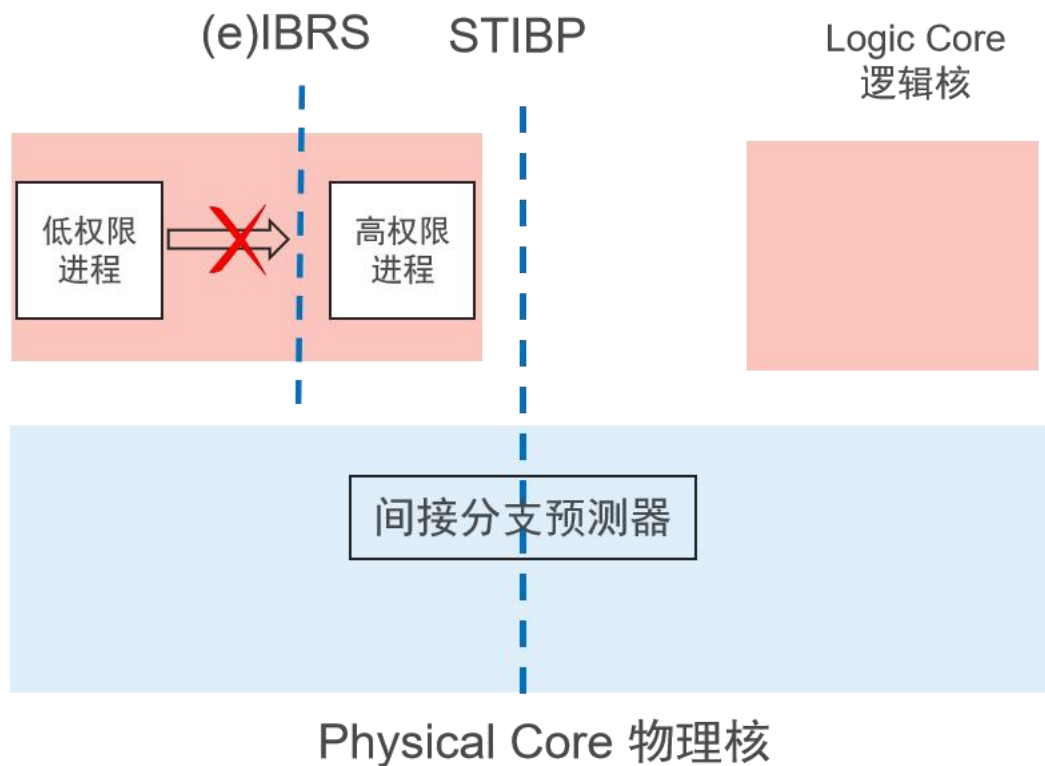 (e)IBRS
STIBP
Logic Core
逻辑核
低权限
进程
高权限
进程
间接分支预测器
Physical Core 物理核